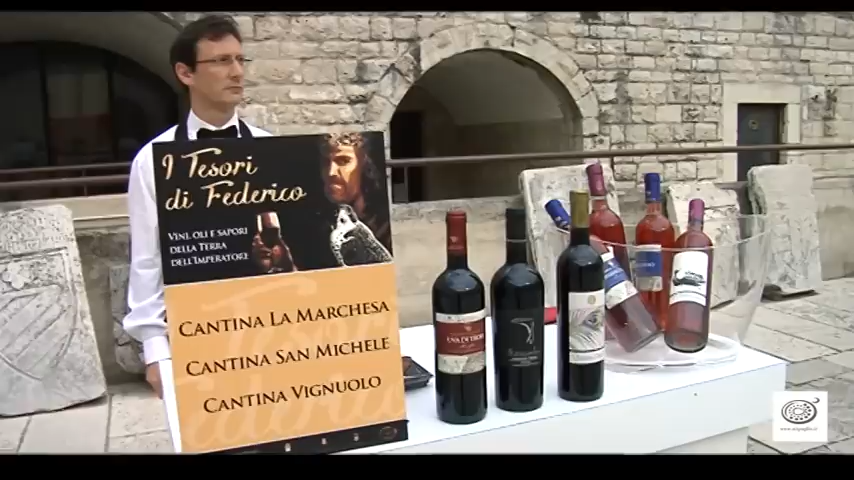 I Tesori
di Federico
Vini, oli e sapori
della Terra
dell'Imperatore
Cantina La Marchesa
Cantina San Michele
Cantina Vignuolo